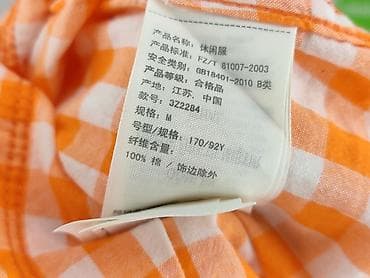 产品名称: 休闲服
产品标准: FZ/T 81007-2003
安全类别: GB18401-2010 B类
产品等级: 合格品
产地: 江苏. 中国
款号: 3Z2284
规格: M
号型/规格: 170/92Y
纤维含量:
100% 棉 / 饰边除外